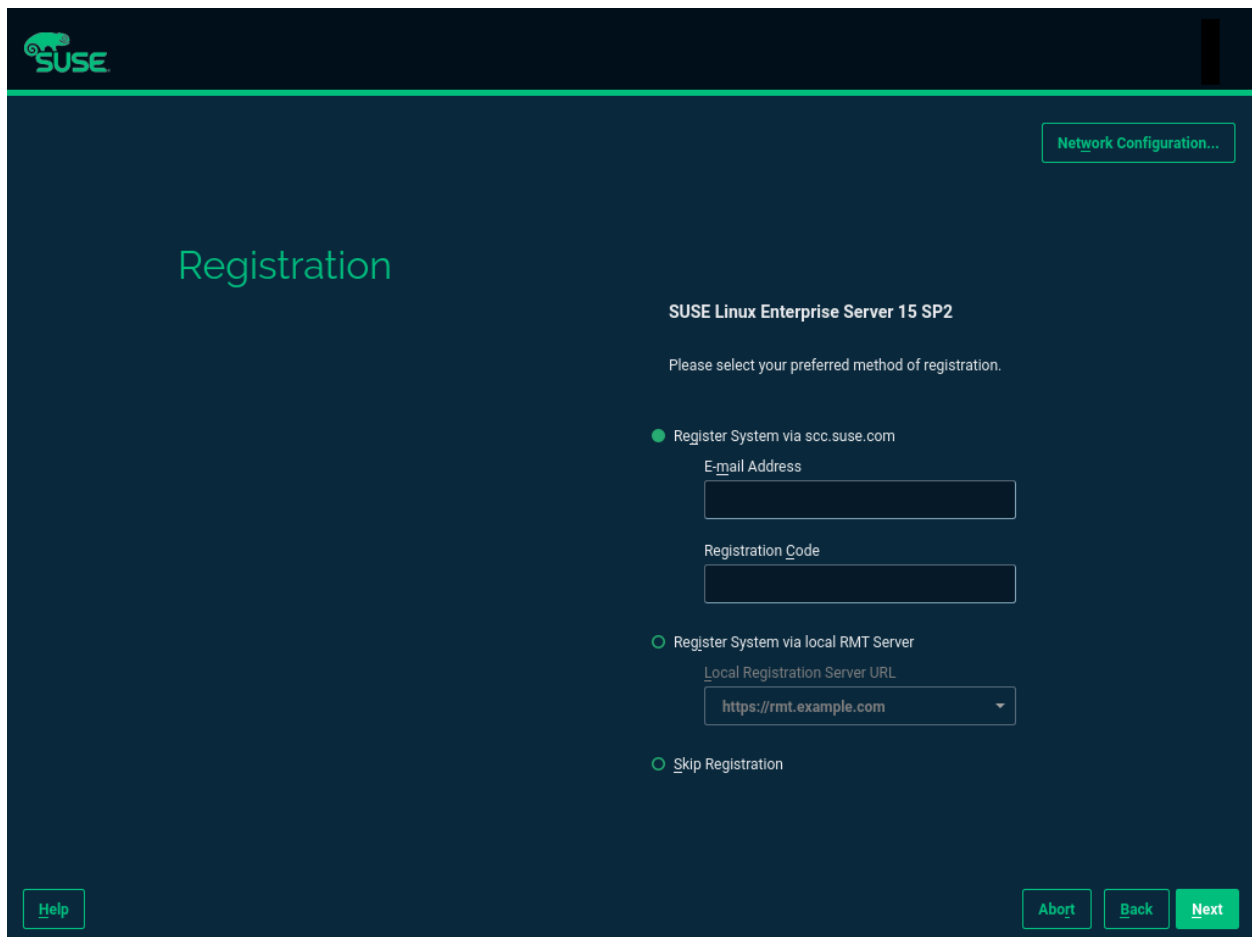 SUSE
Network Configuration...
Registration
SUSE Linux Enterprise Server 15 SP2
Please select your preferred method of registration.
Register System via scc.suse.com
E-mail Address
Registration Code
Register System via local RMT Server
Local Registration Server URL
https://rmt.example.com
Skip Registration
Help
Abort
Back
Next